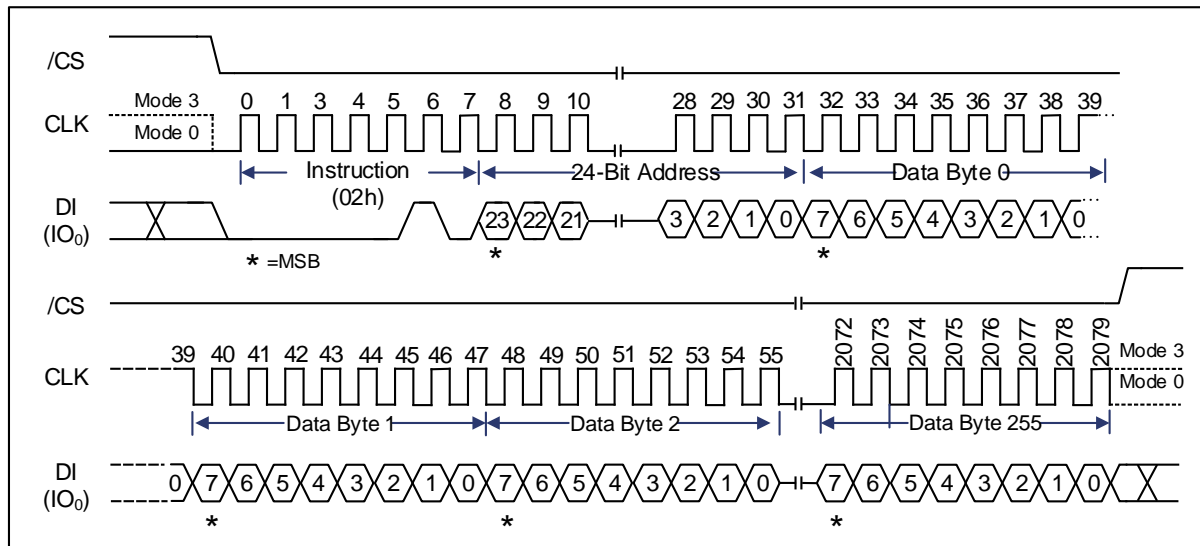 /CS
0 1 3 4 5 6 7 8 9 10 28 29 30 31 32 33 34 35 36 37 38 39
Mode 3
CLK
Mode 0
Instruction
(02h)
24-Bit Address
Data Byte 0
DI
(IO₀)
23 22 21 3 2 1 0 7 6 5 4 3 2 1 0
* =MSB
*
*
/CS
39 40 41 42 43 44 45 46 47 48 49 50 51 52 53 54 55 2072 2073 2074 2075 2076 2077 2078 2079
Mode 3
CLK
Mode 0
Data Byte 1
Data Byte 2
Data Byte 255
DI
(IO₀)
0 7 6 5 4 3 2 1 0 7 6 5 4 3 2 1 0 7 6 5 4 3 2 1 0
* * *